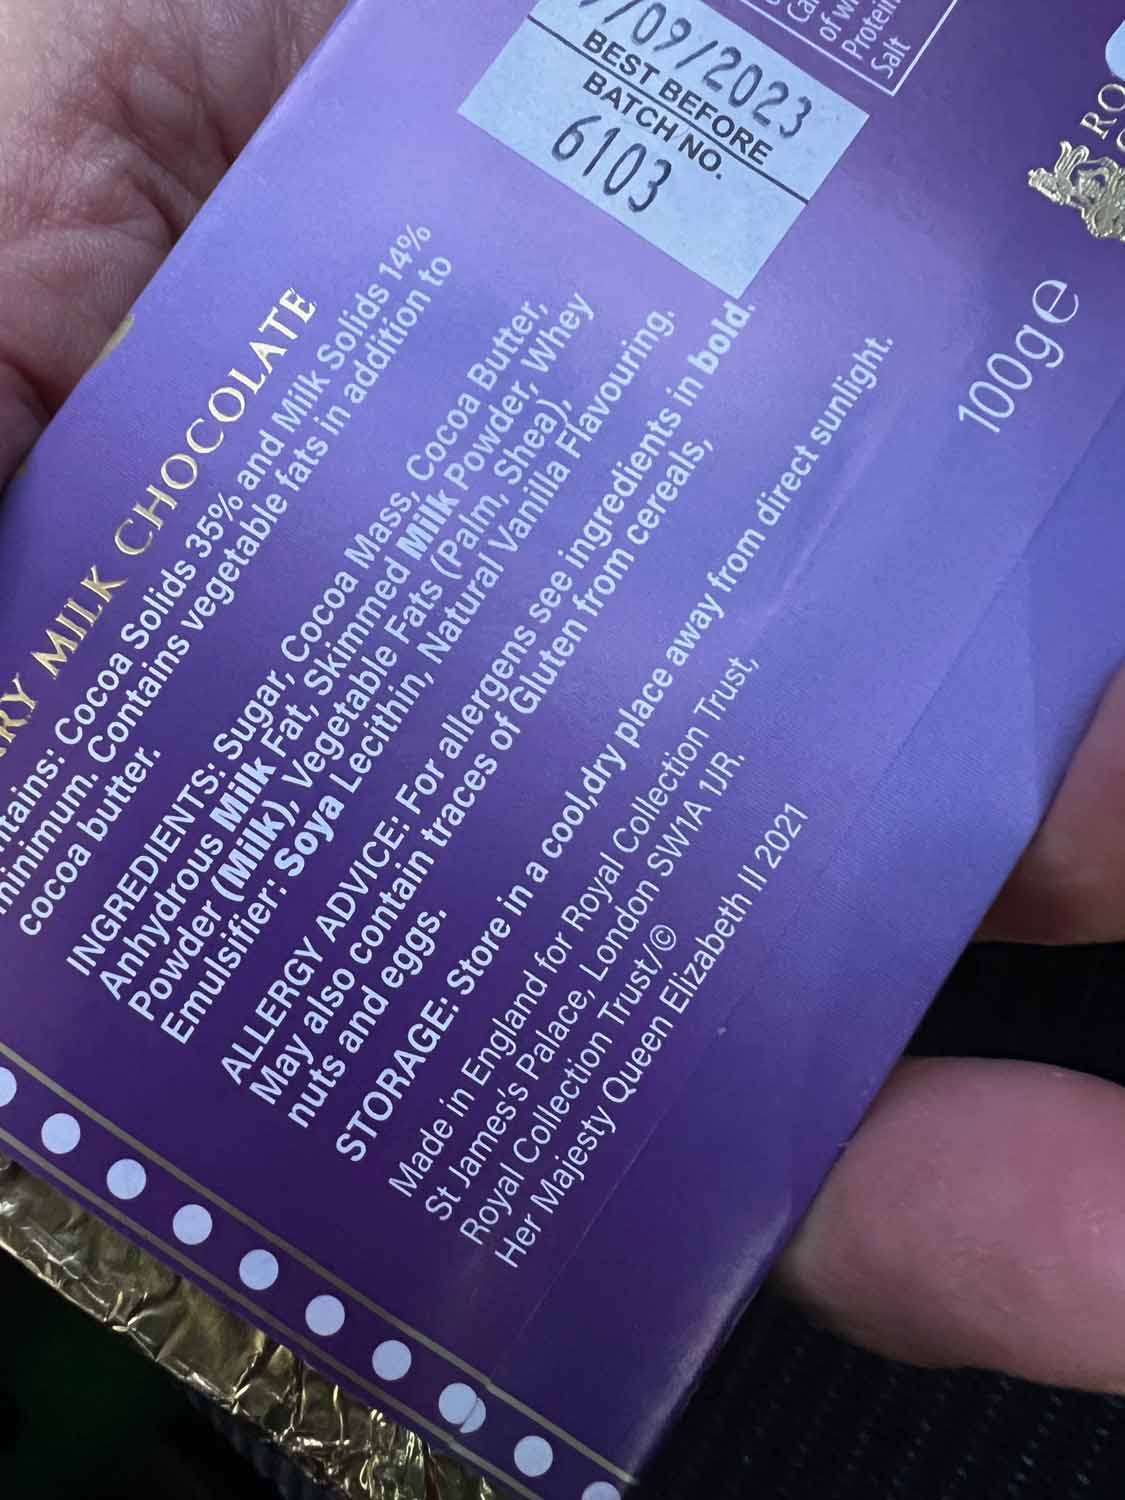 /09/2023
BEST BEFORE
BATCH NO.
6103
of
Protein
Salt
100g e
MILK CHOCOLATE
Cocoa Solids 35% and Milk Solids 14%
minimum. Contains vegetable fats in addition to
cocoa butter.
INGREDIENTS: Sugar, Cocoa Mass, Cocoa Butter,
Anhydrous Milk Fat, Skimmed Milk Powder, Whey
Powder (Milk), Vegetable Fats (Palm, Shea),
Emulsifier: Soya Lecithin, Natural Vanilla Flavouring.
ALLERGY ADVICE: For allergens see ingredients in bold.
May also contain traces of Gluten from cereals,
nuts and eggs.
STORAGE: Store in a cool,dry place away from direct sunlight.
Made in England for Royal Collection Trust,
St James's Palace, London SW1A 1JR.
Royal Collection Trust/©
Her Majesty Queen Elizabeth II 2021